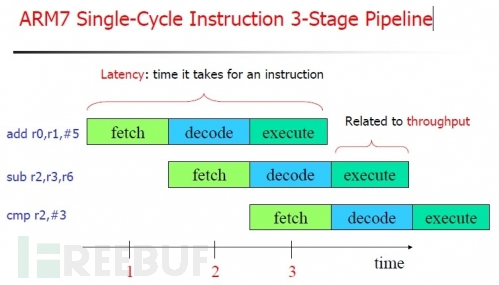 ARM7 Single-Cycle Instruction 3-Stage Pipeline
Latency: time it takes for an instruction
add r0,r1,#5 fetch decode execute
Related to throughput
sub r2,r3,r6 fetch decode execute
cmp r2,#3 fetch decode execute
time
1 2 3
FREEBUF